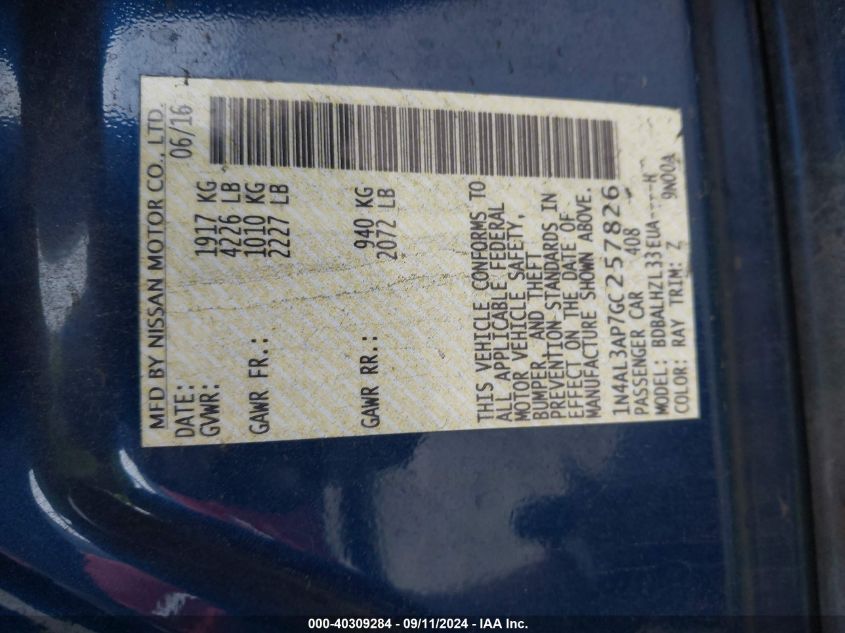 MFD BY NISSAN MOTOR CO., LTD.
DATE: 06/16
GVWR: 1917 KG
4226 LB
GAWR FR.: 1010 KG
2227 LB
GAWR RR.: 940 KG
2072 LB
THIS VEHICLE CONFORMS TO
ALL APPLICABLE FEDERAL
MOTOR VEHICLE SAFETY,
BUMPER, AND THEFT
PREVENTION STANDARDS IN
EFFECT ON THE DATE OF
MANUFACTURE SHOWN ABOVE.
1N4AL3AP7GC257826
PASSENGER CAR 408
MODEL: BDBALHZL33EUA-----H
COLOR: RAY TRIM: Z 9N00A
000-40309284 - 09/11/2024 - IAA Inc.